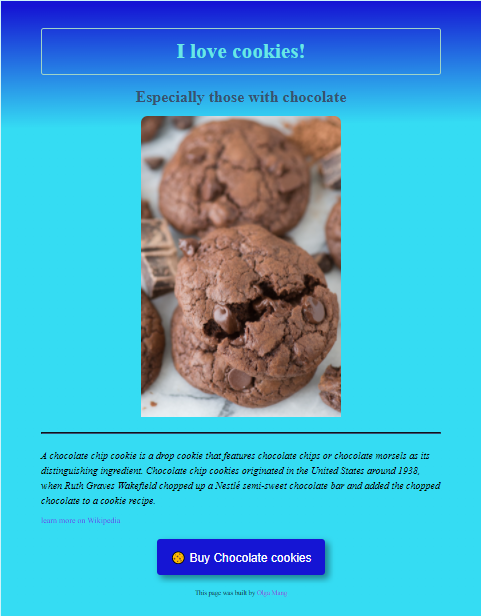 I love cookies!
Especially those with chocolate
A chocolate chip cookie is a drop cookie that features chocolate chips or chocolate morsels as its
distinguishing ingredient. Chocolate chip cookies originated in the United States around 1938,
when Ruth Graves Wakefield chopped up a Nestlé semi-sweet chocolate bar and added the chopped
chocolate to a cookie recipe.
learn more on Wikipedia
🍪 Buy Chocolate cookies
This page was built by Olga Mang